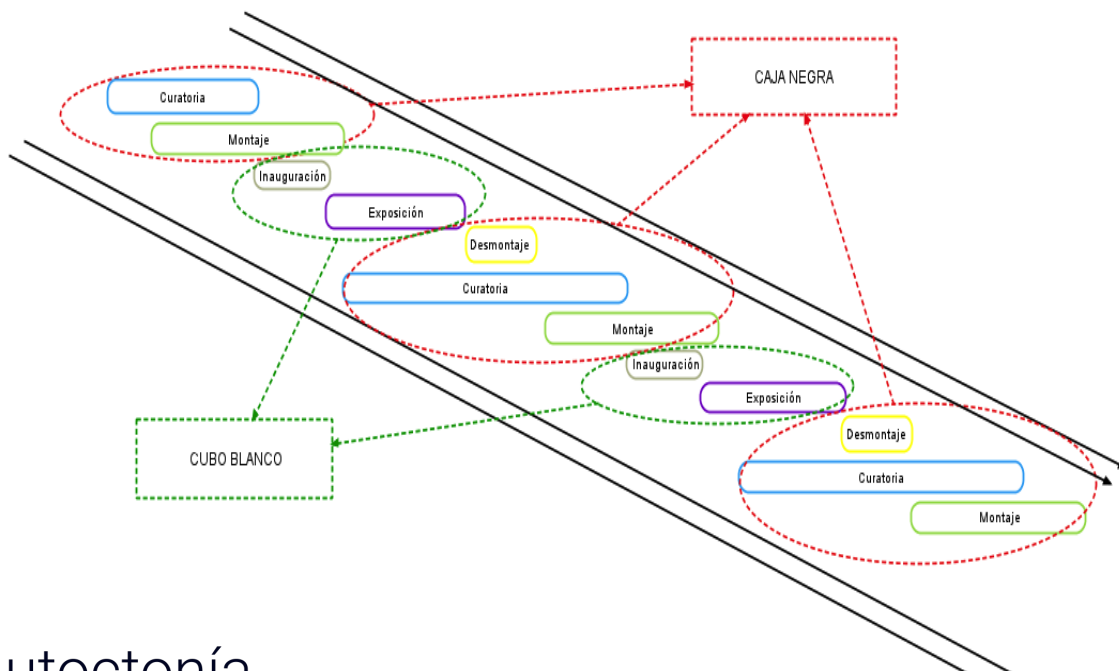 CAJA NEGRA
Curatoria
Montaje
Inauguración
Exposición
Desmontaje
Curatoria
Montaje
Inauguración
Exposición
Desmontaje
CUBO BLANCO
Curatoria
Montaje